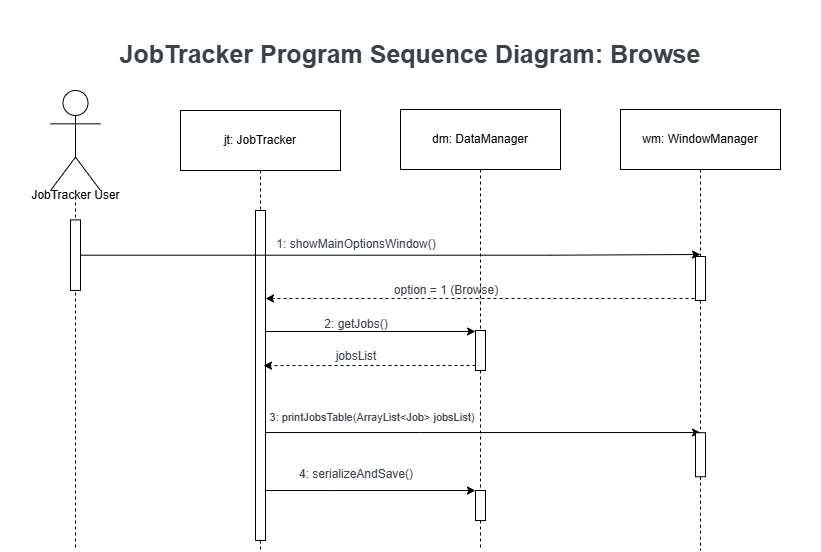 JobTracker Program Sequence Diagram: Browse
jt: JobTracker
dm: DataManager
wm: WindowManager
JobTracker User
1: showMainOptionsWindow()
option = 1 (Browse)
2: getJobs()
jobsList
3: printJobsTable(ArrayList<Job> jobsList)
4: serializeAndSave()